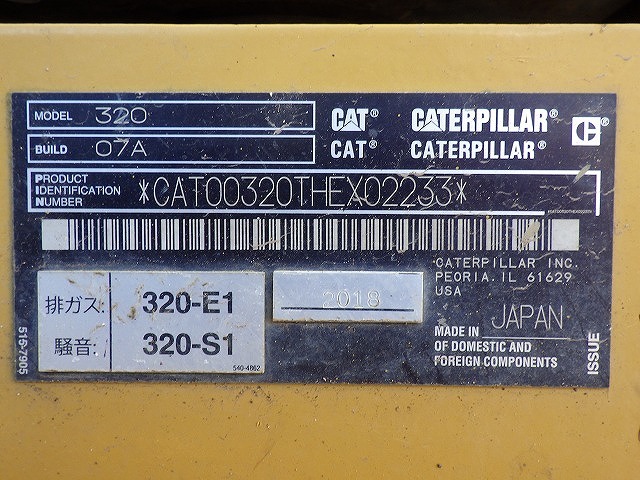 MODEL 320
BUILD 07A
CAT® CATERPILLAR®
CAT® CATERPILLAR®
PRODUCT
IDENTIFICATION
NUMBER
*CAT00320THEX02233*
CATERPILLAR INC.
PEORIA. IL 61629
USA
排ガス: 320-E1
騒音: 320-S1
540-4862
2018
MADE IN JAPAN
OF DOMESTIC AND
FOREIGN COMPONENTS
515-7905
ISSUE